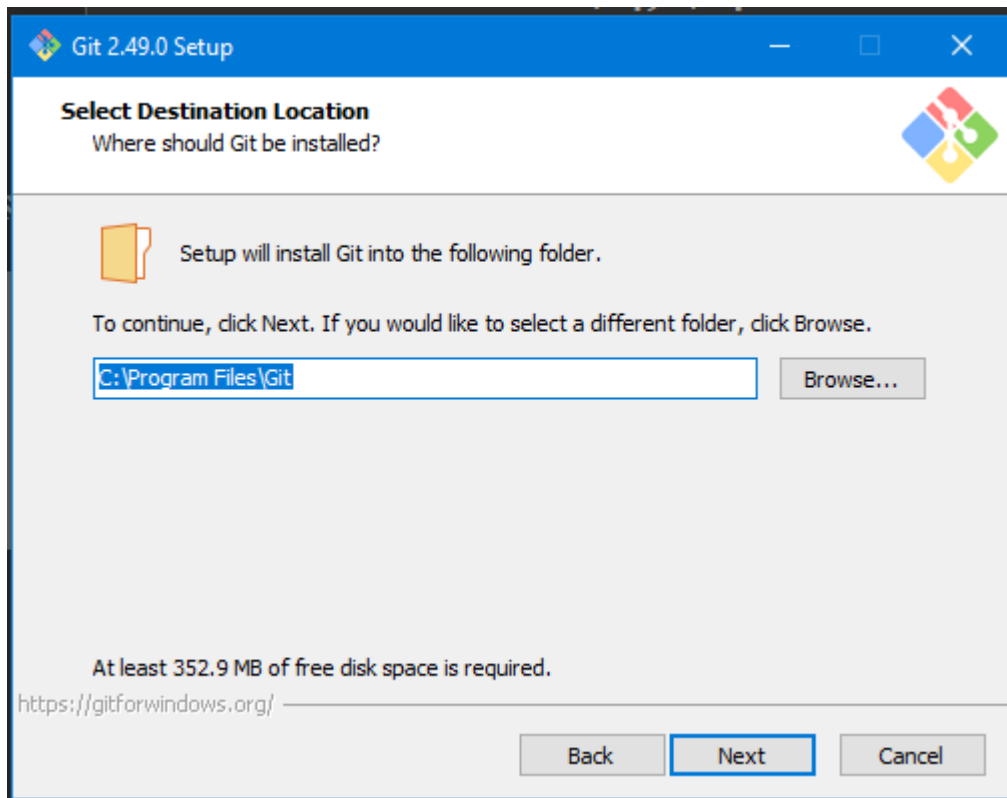 Git 2.49.0 Setup
Select Destination Location
Where should Git be installed?
Setup will install Git into the following folder.
To continue, click Next. If you would like to select a different folder, click Browse.
C:\Program Files\Git
Browse...
At least 352.9 MB of free disk space is required.
https://gitforwindows.org/
Back
Next
Cancel